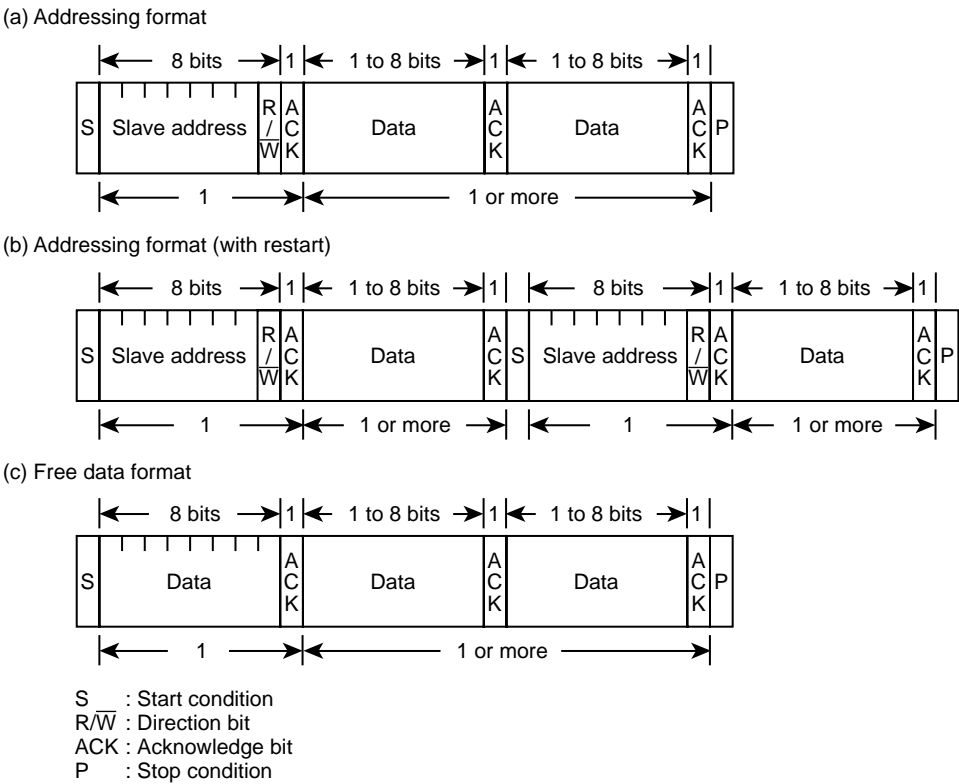 (a) Addressing format
8 bits 1 1 to 8 bits 1 1 to 8 bits 1
S Slave address R/W̅ ACK Data ACK Data ACK P
1 1 or more
(b) Addressing format (with restart)
8 bits 1 1 to 8 bits 1 8 bits 1 1 to 8 bits 1
S Slave address R/W̅ ACK Data ACK S Slave address R/W̅ ACK Data ACK P
1 1 or more 1 1 or more
(c) Free data format
8 bits 1 1 to 8 bits 1 1 to 8 bits 1
S Data ACK Data ACK Data ACK P
1 1 or more
S : Start condition
R/W̅ : Direction bit
ACK : Acknowledge bit
P : Stop condition